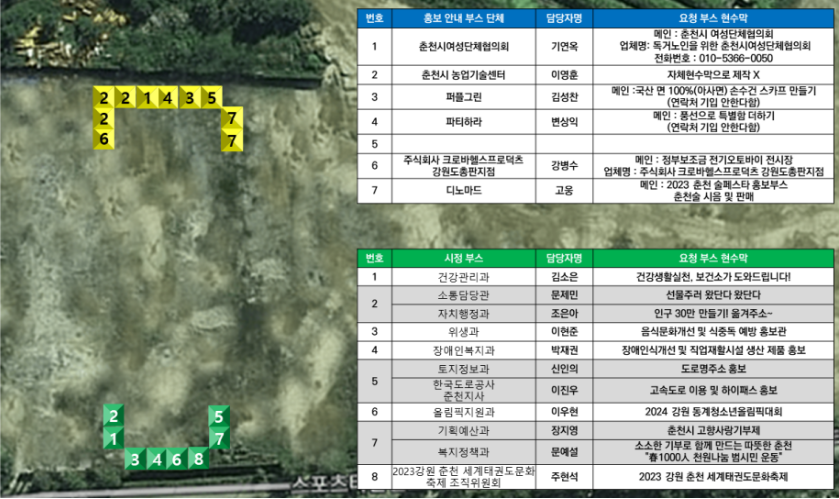 번호 홍보 안내 부스 단체 담당자명 요청 부스 현수막
1 춘천시여성단체협의회 기연옥 메인 : 춘천시 여성단체협의회
업체명: 독거노인을 위한 춘천시여성단체협의회
전화번호 : 010-5366-0050
2 춘천시 농업기술센터 이영훈 자체현수막으로 제작 X
3 퍼플그린 김성찬 메인 :국산 면 100%(아사면) 손수건 스카프 만들기
(연락처 기입 안한다함)
4 파티하라 변상익 메인 : 풍선으로 특별함 더하기
(연락처 기입 안한다함)
5
6 주식회사 크로바헬스프로덕츠
강원도총판지점 강병수 메인 : 정부보조금 전기오토바이 전시장
업체명 : 주식회사 크로바헬스프로덕츠 강원도총판지점
7 디노마드 고웅 메인 : 2023 춘천 술페스타 홍보부스
춘천술 시음 및 판매
2 2 1 4 3 5
2 7
6 7
번호 시정 부스 담당자명 요청 부스 현수막
1 건강관리과 김소은 건강생활실천, 보건소가 도와드립니다!
2 소통담당관 문제민 선물주러 왔단다 왔단다
자치행정과 조은아 인구 30만 만들기! 옮겨주소~
3 위생과 이현준 음식문화개선 및 식중독 예방 홍보관
4 장애인복지과 박재권 장애인식개선 및 직업재활시설 생산 제품 홍보
5 토지정보과 신인의 도로명주소 홍보
한국도로공사
춘천지사 이진우 고속도로 이용 및 하이패스 홍보
6 올림픽지원과 이우현 2024 강원 동계청소년올림픽대회
7 기획예산과 장지영 춘천시 고향사랑기부제
복지정책과 문예설 소소한 기부로 함께 만드는 따뜻한 춘천
"春1000人 천원나눔 범시민 운동"
8 2023강원 춘천 세계태권도문화
축제 조직위원회 주현석 2023 강원 춘천 세계태권도문화축제
2 5
1 7
3 4 6 8